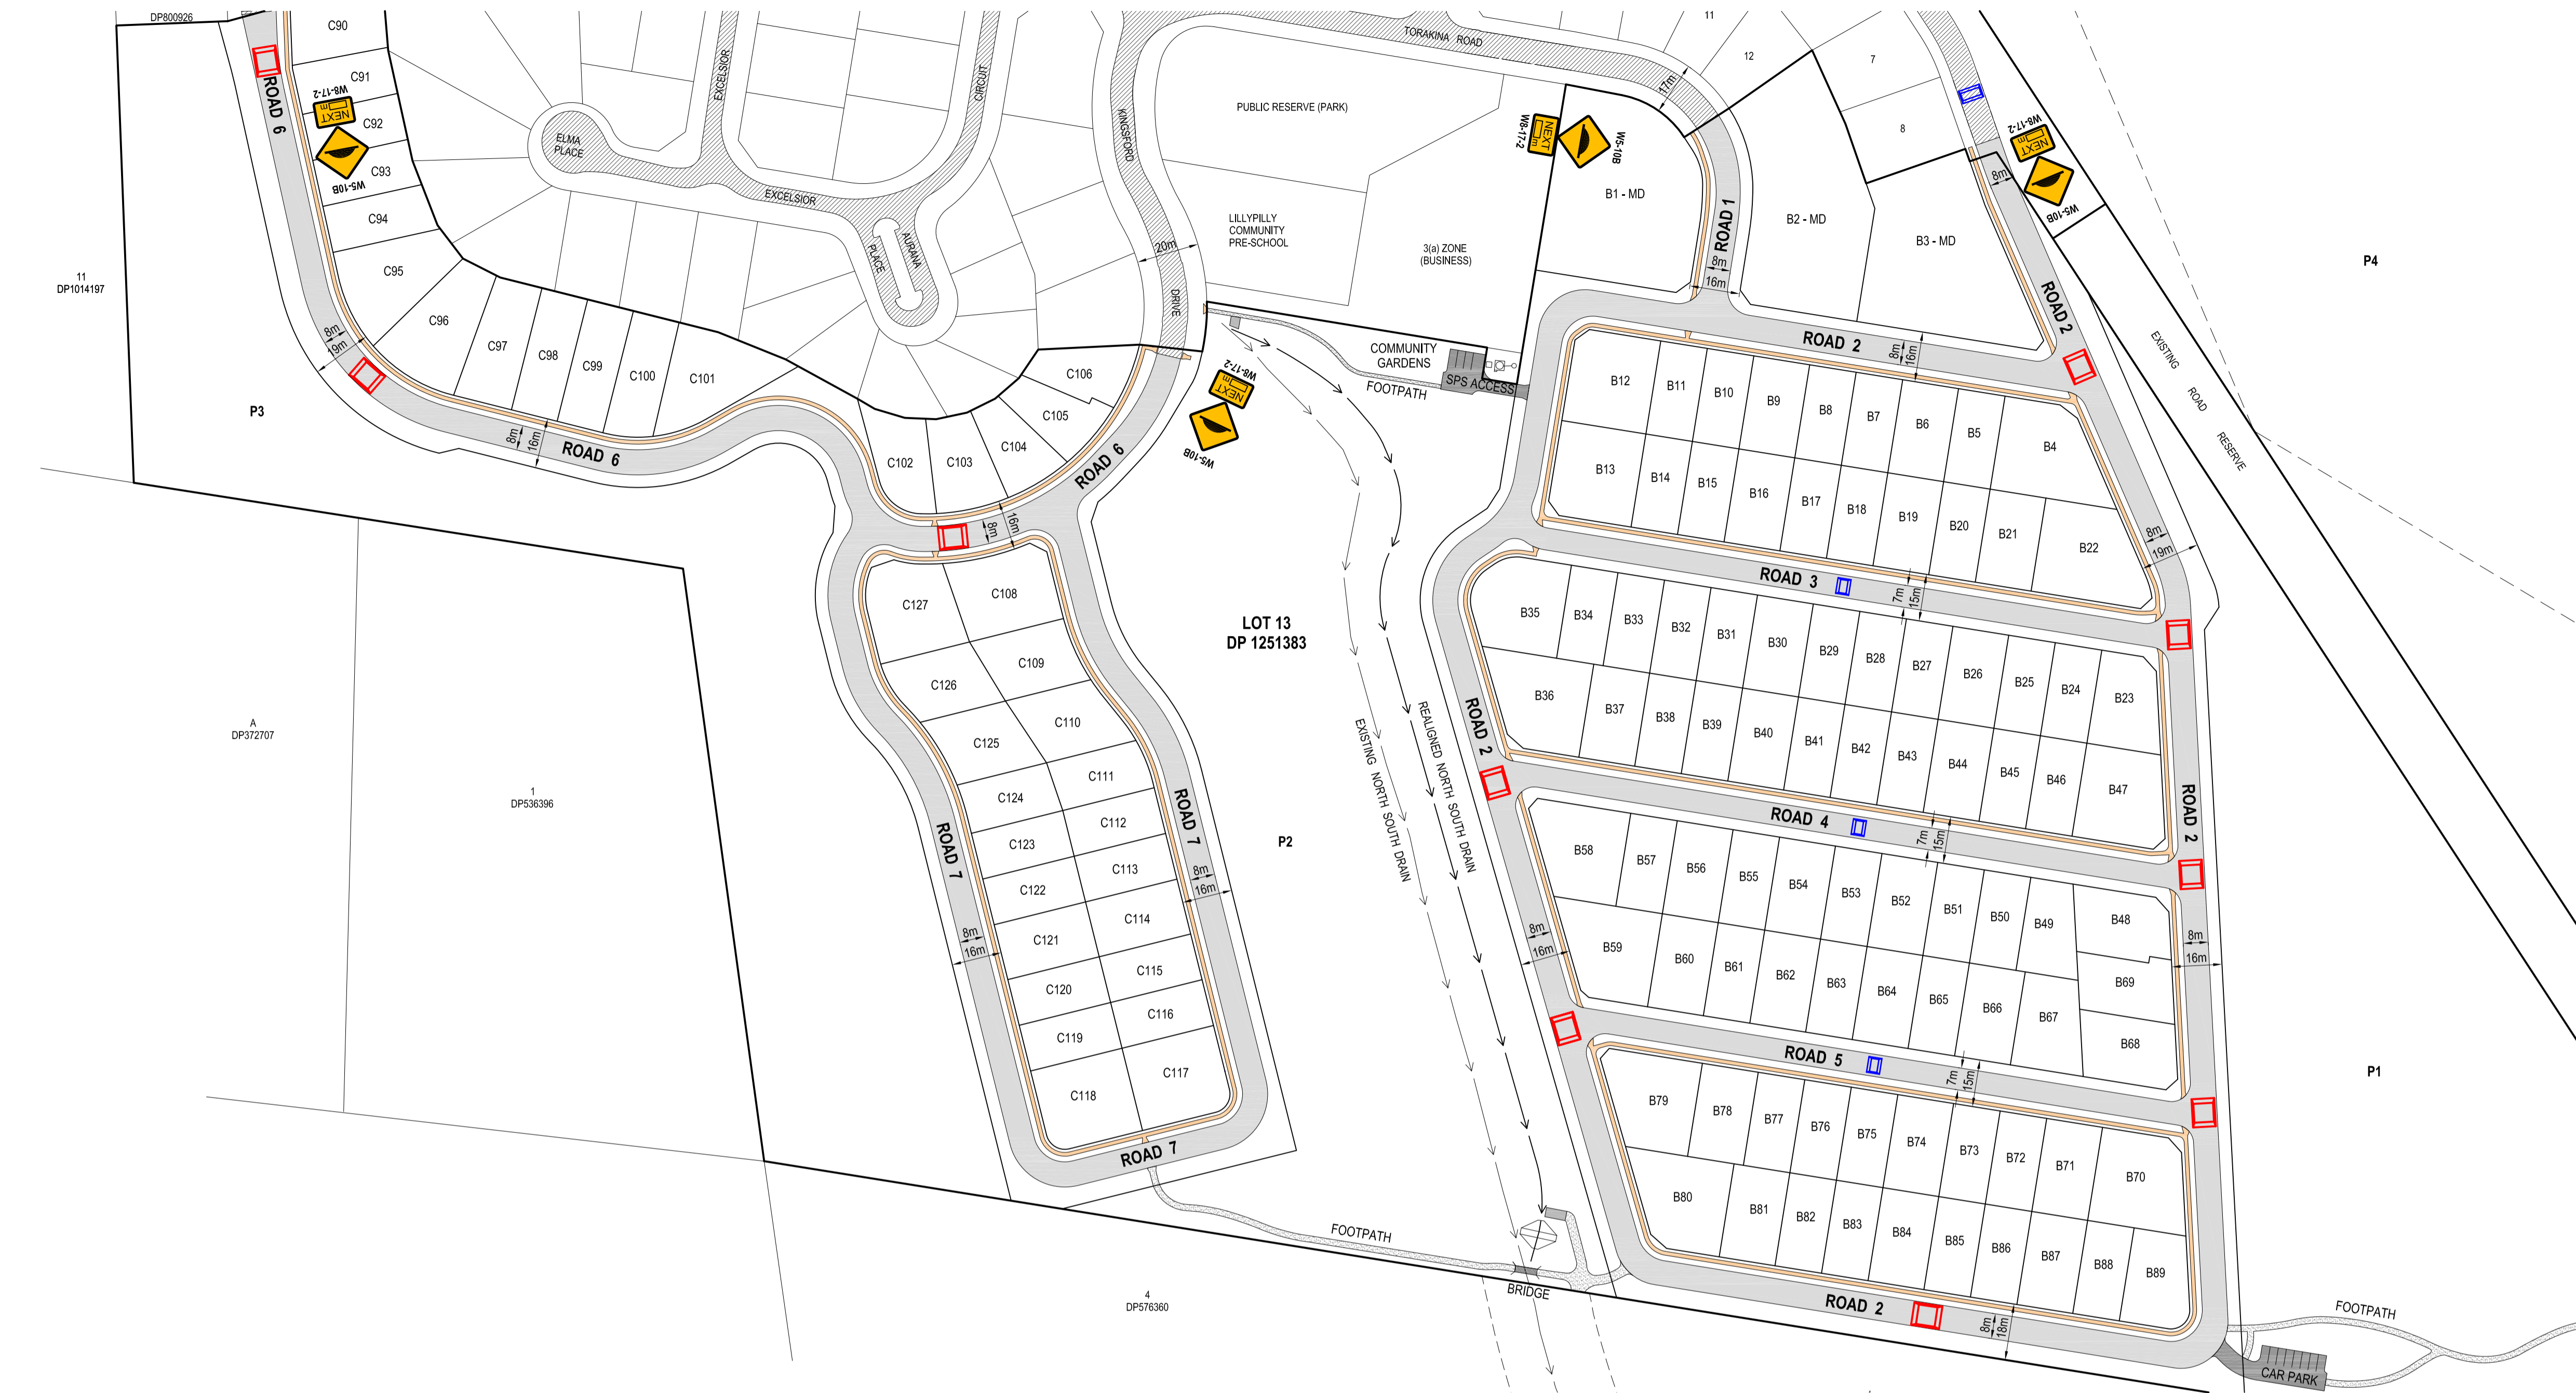 DP800926
C90
C91
C92
C93
C94
C95
C96
C97
C98
C99
C100
C101
C102
C103
C104
C105
C106
ROAD 6
W8-17-2
NEXT
m
W5-10B
11
DP1014197
P3
8m
19m
8m
16m
ROAD 6
ELMA
PLACE
EXCELSIOR
EXCELSIOR
CIRCUIT
AURANA
PLACE
KINGSFORD
DRIVE
20m
TORAKINA ROAD
17m
11
12
7
8
PUBLIC RESERVE (PARK)
LILLYPILLY
COMMUNITY
PRE-SCHOOL
3(a) ZONE
(BUSINESS)
W8-17-2
NEXT
m
W5-10B
B1 - MD
B2 - MD
B3 - MD
ROAD 1
8m
16m
8m
W8-17-2
NEXT
m
W5-10B
ROAD 2
P4
EXISTING
ROAD
RESERVE
COMMUNITY
GARDENS
SPS ACCESS
FOOTPATH
W8-17-2
NEXT
m
W5-10B
ROAD 6
8m
16m
ROAD 2
8m
16m
B12
B11
B10
B9
B8
B7
B6
B5
B4
B13
B14
B15
B16
B17
B18
B19
B20
B21
B22
8m
19m
ROAD 3
7m
15m
B35
B34
B33
B32
B31
B30
B29
B28
B27
B26
B25
B24
B23
B36
B37
B38
B39
B40
B41
B42
B43
B44
B45
B46
B47
ROAD 2
ROAD 4
7m
15m
ROAD 2
B58
B57
B56
B55
B54
B53
B52
B51
B50
B49
B48
B59
B60
B61
B62
B63
B64
B65
B66
B67
B69
B68
8m
16m
8m
16m
ROAD 5
7m
15m
B79
B78
B77
B76
B75
B74
B73
B72
B71
B70
B80
B81
B82
B83
B84
B85
B86
B87
B88
B89
ROAD 2
8m
18m
P1
FOOTPATH
CAR PARK
LOT 13
DP 1251383
P2
EXISTING NORTH SOUTH DRAIN
REALIGNED NORTH SOUTH DRAIN
C127
C108
C126
C109
C125
C110
C124
C111
C123
C112
C122
C113
C121
C114
C120
C115
C119
C116
C118
C117
ROAD 7
8m
16m
ROAD 7
8m
16m
ROAD 7
A
DP372707
1
DP536396
4
DP576360
FOOTPATH
BRIDGE